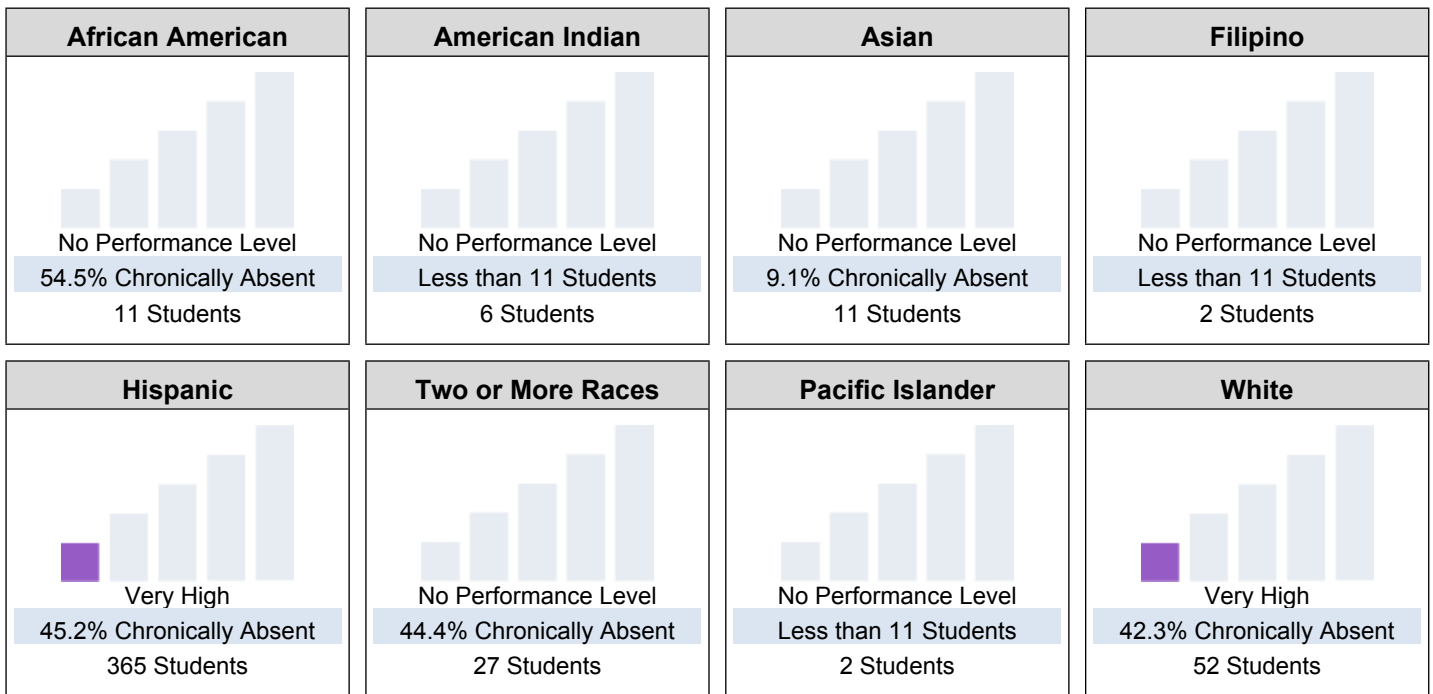 African American
No Performance Level
54.5% Chronically Absent
11 Students
American Indian
No Performance Level
Less than 11 Students
6 Students
Asian
No Performance Level
9.1% Chronically Absent
11 Students
Filipino
No Performance Level
Less than 11 Students
2 Students
Hispanic
Very High
45.2% Chronically Absent
365 Students
Two or More Races
No Performance Level
44.4% Chronically Absent
27 Students
Pacific Islander
No Performance Level
Less than 11 Students
2 Students
White
Very High
42.3% Chronically Absent
52 Students